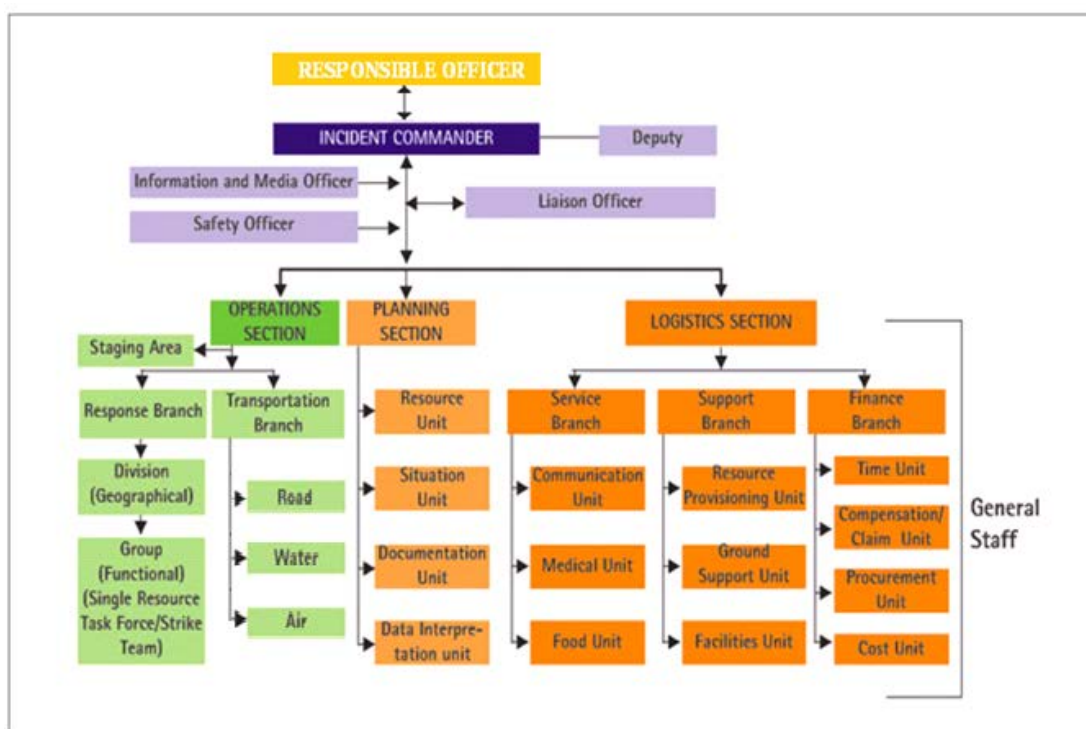 RESPONSIBLE OFFICER
INCIDENT COMMANDER
Deputy
Information and Media Officer
Liaison Officer
Safety Officer
OPERATIONS
SECTION
PLANNING
SECTION
LOGISTICS SECTION
Staging Area
Response Branch
Transportation
Branch
Resource
Unit
Service
Branch
Support
Branch
Finance
Branch
Division
(Geographical)
Road
Situation
Unit
Communication
Unit
Resource
Provisioning Unit
Time Unit
Compensation/
Claim Unit
General
Staff
Group
(Functional)
(Single Resource
Task Force/Strike
Team)
Water
Documentation
Unit
Medical Unit
Ground
Support Unit
Procurement
Unit
Air
Data Interpre-
tation unit
Food Unit
Facilities Unit
Cost Unit